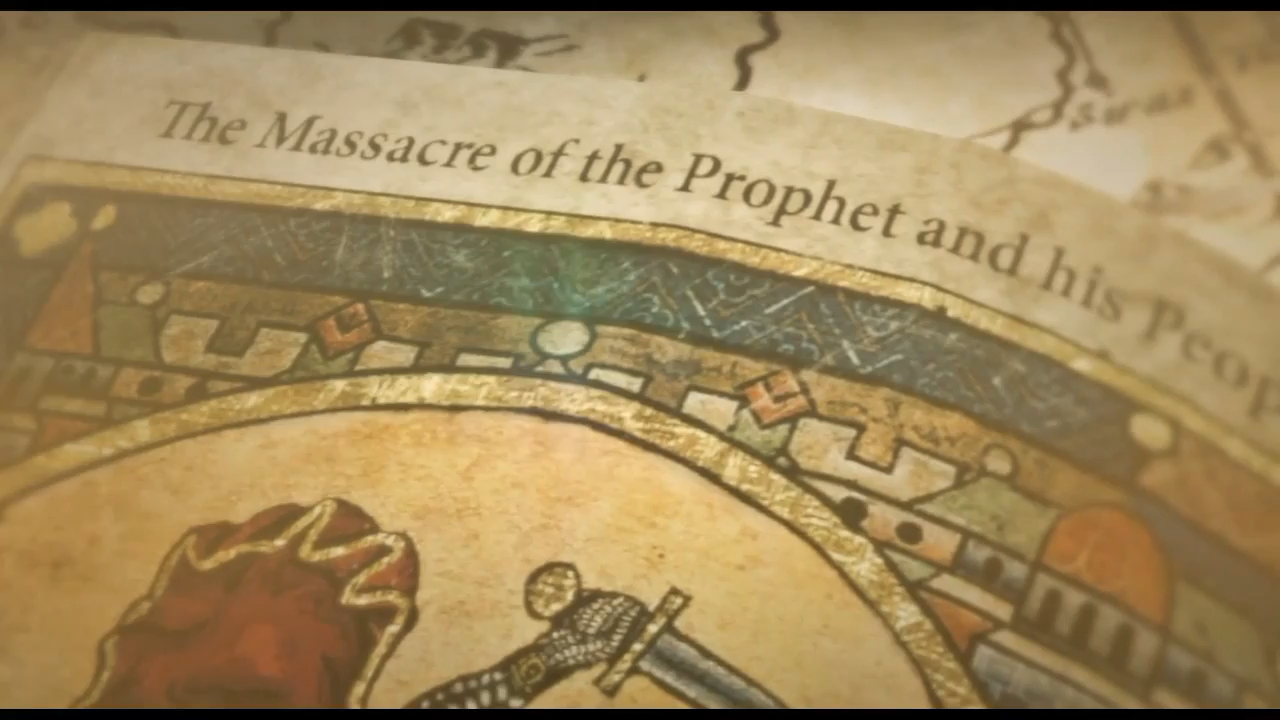 The Massacre of the Prophet and his